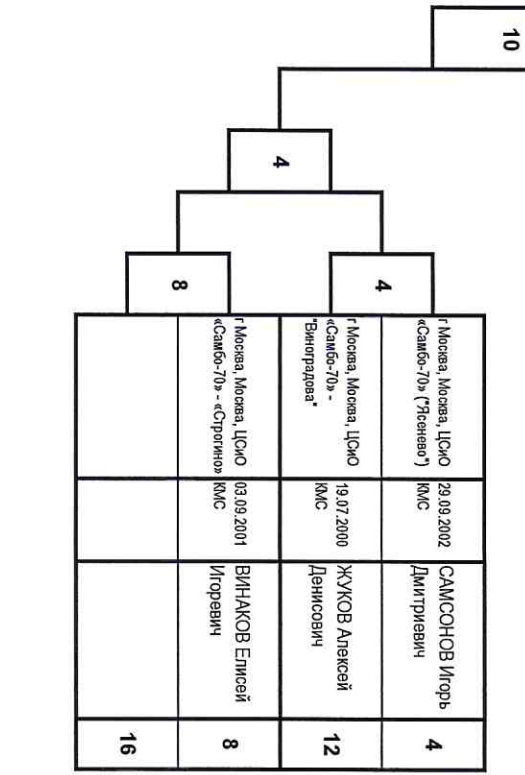 10
г Москва, Москва, ЦСиО
«Самбо-70» ("Ясенево")
29.09.2002
КМС
САМСОНОВ Игорь
Дмитриевич
4
4
г Москва, Москва, ЦСиО
«Самбо-70» -
"Виноградова"
19.07.2000
КМС
ЖУКОВ Алексей
Денисович
12
4
г Москва, Москва, ЦСиО
«Самбо-70» - «Строгино»
03.09.2001
КМС
ВИНАКОВ Елисей
Игоревич
8
8
16